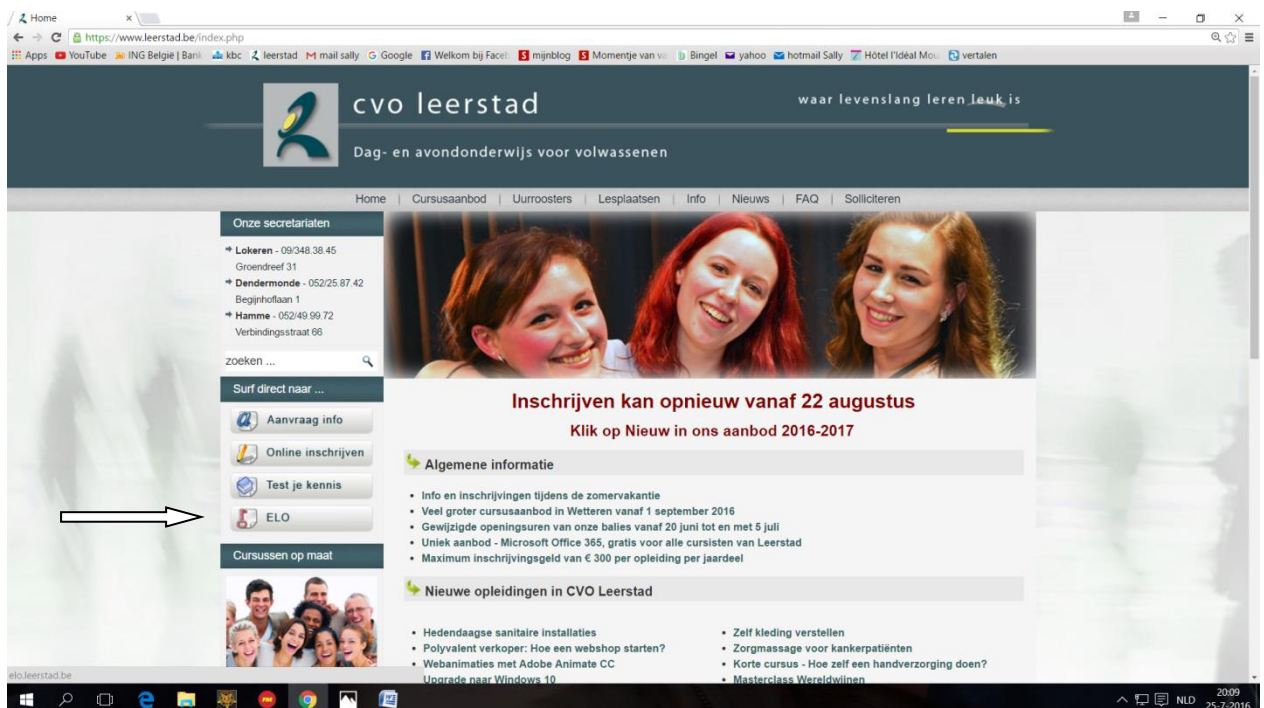 Home
https://www.leerstad.be/index.php
Apps YouTube ING België | Bank kbc leerstad M mail sally Google Welkom bij Faceb mijnblog Momentje van va Bingel yahoo hotmail Sally Hôtel l'Idéal Mou vertalen
cvo leerstad
waar levenslang leren leuk is
Dag- en avondonderwijs voor volwassenen
Home | Cursusaanbod | Uurroosters | Lesplaatsen | Info | Nieuws | FAQ | Solliciteren
Onze secretariaten
Lokeren - 09/348.38.45
Groendreef 31
Dendermonde - 052/25.87.42
Begijnhoflaan 1
Hamme - 052/49.99.72
Verbindingsstraat 66
zoeken ...
Surf direct naar ...
Aanvraag info
Online inschrijven
Test je kennis
ELO
Cursussen op maat
Inschrijven kan opnieuw vanaf 22 augustus
Klik op Nieuw in ons aanbod 2016-2017
Algemene informatie
• Info en inschrijvingen tijdens de zomervakantie
• Veel groter cursusaanbod in Wetteren vanaf 1 september 2016
• Gewijzigde openingsuren van onze balies vanaf 20 juni tot en met 5 juli
• Uniek aanbod - Microsoft Office 365, gratis voor alle cursisten van Leerstad
• Maximum inschrijvingsgeld van € 300 per opleiding per jaardeel
Nieuwe opleidingen in CVO Leerstad
• Hedendaagse sanitaire installaties
• Polyvalent verkoper: Hoe een webshop starten?
• Webanimaties met Adobe Animate CC
Upgrade naar Windows 10
• Zelf kleding verstellen
• Zorgmassage voor kankerpatiënten
• Korte cursus - Hoe zelf een handverzorging doen?
• Masterclass Wereldwijnen
elo.leerstad.be
NLD
20:09
25-7-2016